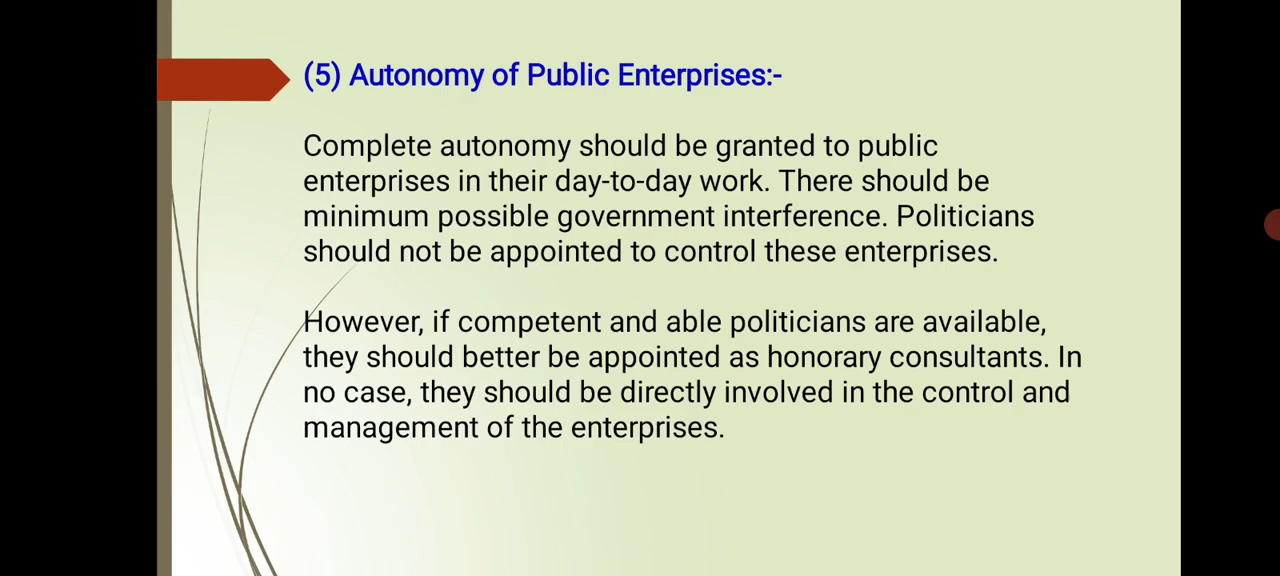 (5) Autonomy of Public Enterprises:-
Complete autonomy should be granted to public
enterprises in their day-to-day work. There should be
minimum possible government interference. Politicians
should not be appointed to control these enterprises.
However, if competent and able politicians are available,
they should better be appointed as honorary consultants. In
no case, they should be directly involved in the control and
management of the enterprises.